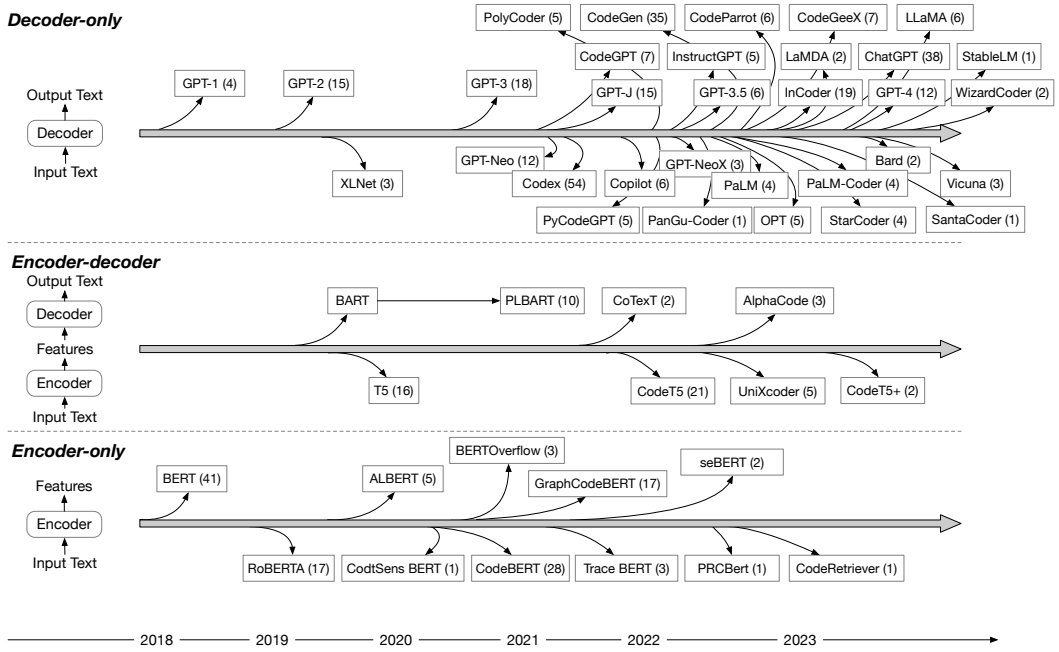 Decoder-only
PolyCoder (5)
CodeGen (35)
CodeParrot (6)
CodeGeeX (7)
LLaMA (6)
CodeGPT (7)
InstructGPT (5)
LaMDA (2)
ChatGPT (38)
StableLM (1)
GPT-1 (4)
GPT-2 (15)
GPT-3 (18)
GPT-J (15)
GPT-3.5 (6)
InCoder (19)
GPT-4 (12)
WizardCoder (2)
Output Text
Decoder
Input Text
GPT-Neo (12)
GPT-NeoX (3)
Bard (2)
XLNet (3)
Codex (54)
Copilot (6)
PaLM (4)
PaLM-Coder (4)
Vicuna (3)
PyCodeGPT (5)
PanGu-Coder (1)
OPT (5)
StarCoder (4)
SantaCoder (1)
Encoder-decoder
Output Text
Decoder
Features
Encoder
Input Text
BART
PLBART (10)
CoTexT (2)
AlphaCode (3)
T5 (16)
CodeT5 (21)
UniXcoder (5)
CodeT5+ (2)
Encoder-only
Features
Encoder
Input Text
BERTOverflow (3)
seBERT (2)
BERT (41)
ALBERT (5)
GraphCodeBERT (17)
RoBERTA (17)
CodtSens BERT (1)
CodeBERT (28)
Trace BERT (3)
PRCBert (1)
CodeRetriever (1)
2018
2019
2020
2021
2022
2023